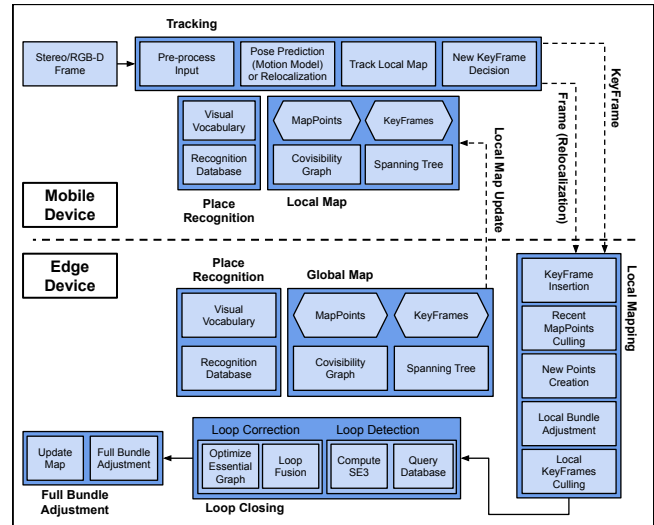 Tracking
Stereo/RGB-D
Frame
Pre-process
Input
Pose Prediction
(Motion Model)
or Relocalization
Track Local Map
New KeyFrame
Decision
KeyFrame
Frame (Relocalization)
Visual
Vocabulary
Recognition
Database
Place
Recognition
MapPoints
KeyFrames
Covisibility
Graph
Spanning Tree
Local Map
Local Map Update
Mobile
Device
Edge
Device
Place
Recognition
Visual
Vocabulary
Recognition
Database
Global Map
MapPoints
KeyFrames
Covisibility
Graph
Spanning Tree
Local Mapping
KeyFrame
Insertion
Recent
MapPoints
Culling
New Points
Creation
Local Bundle
Adjustment
Local
KeyFrames
Culling
Loop Correction
Loop Detection
Optimize
Essential
Graph
Loop
Fusion
Compute
SE3
Query
Database
Loop Closing
Update
Map
Full Bundle
Adjustment
Full Bundle
Adjustment